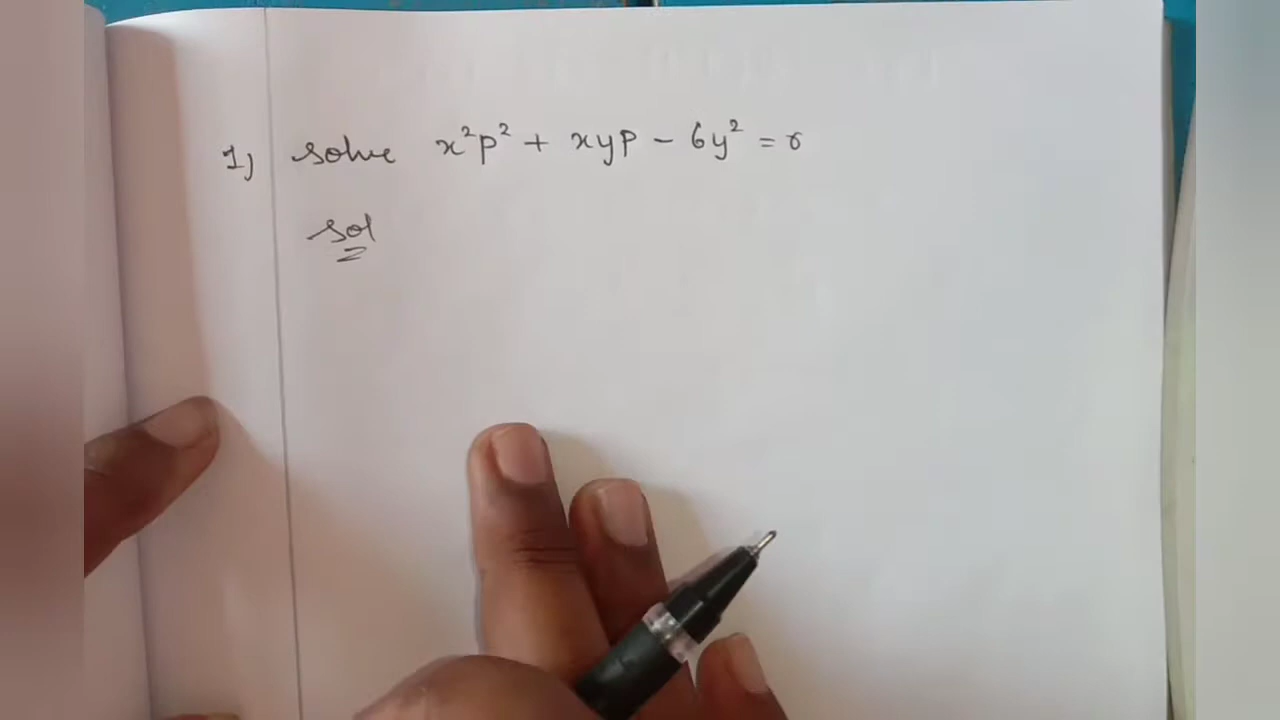 1) solve x²p² + xyp - 6y² = 0
sol